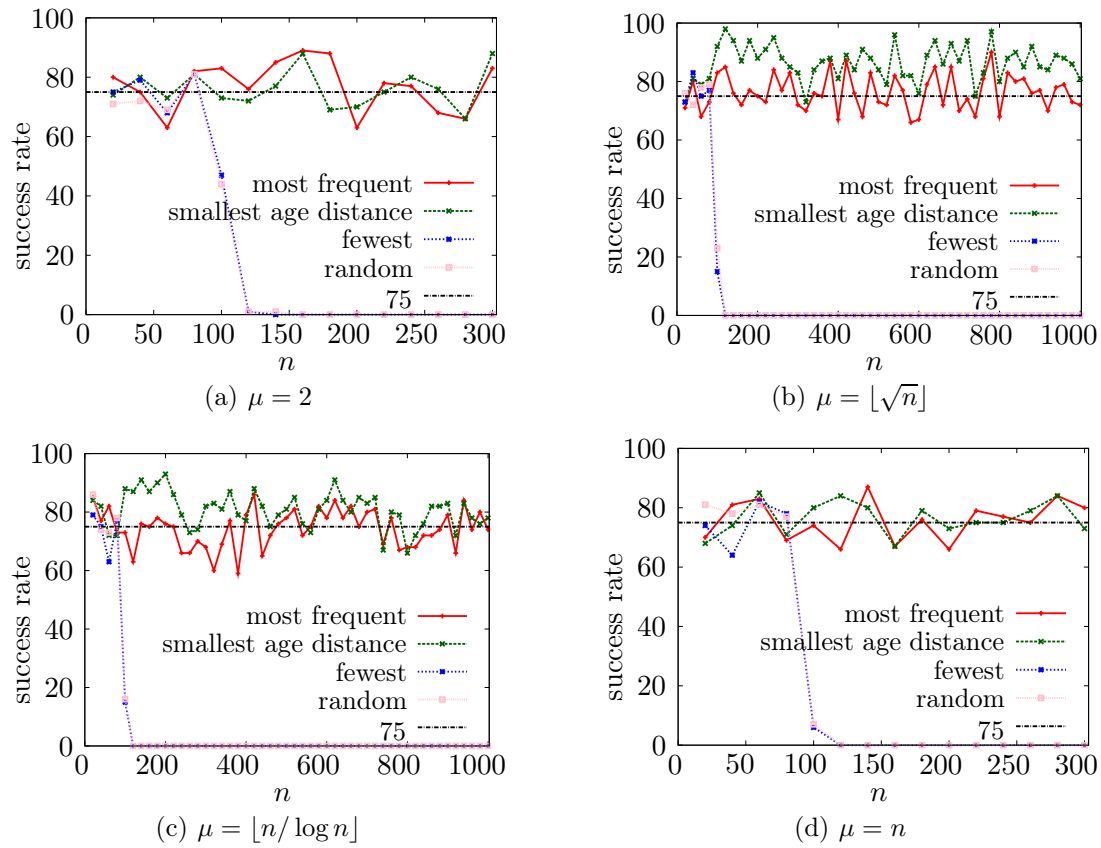 100
80
60
40
20
0
success rate
most frequent
smallest age distance
fewest
random
75
0 50 100 150 200 250 300
n
(a) μ = 2
100
80
60
40
20
0
success rate
most frequent
smallest age distance
fewest
random
75
200 400 600 800 1000
n
(b) μ = ⌊√n⌋
100
80
60
40
20
0
success rate
most frequent
smallest age distance
fewest
random
75
200 400 600 800 1000
n
(c) μ = ⌊n/ log n⌋
100
80
60
40
20
0
success rate
most frequent
smallest age distance
fewest
random
75
0 50 100 150 200 250 300
n
(d) μ = n